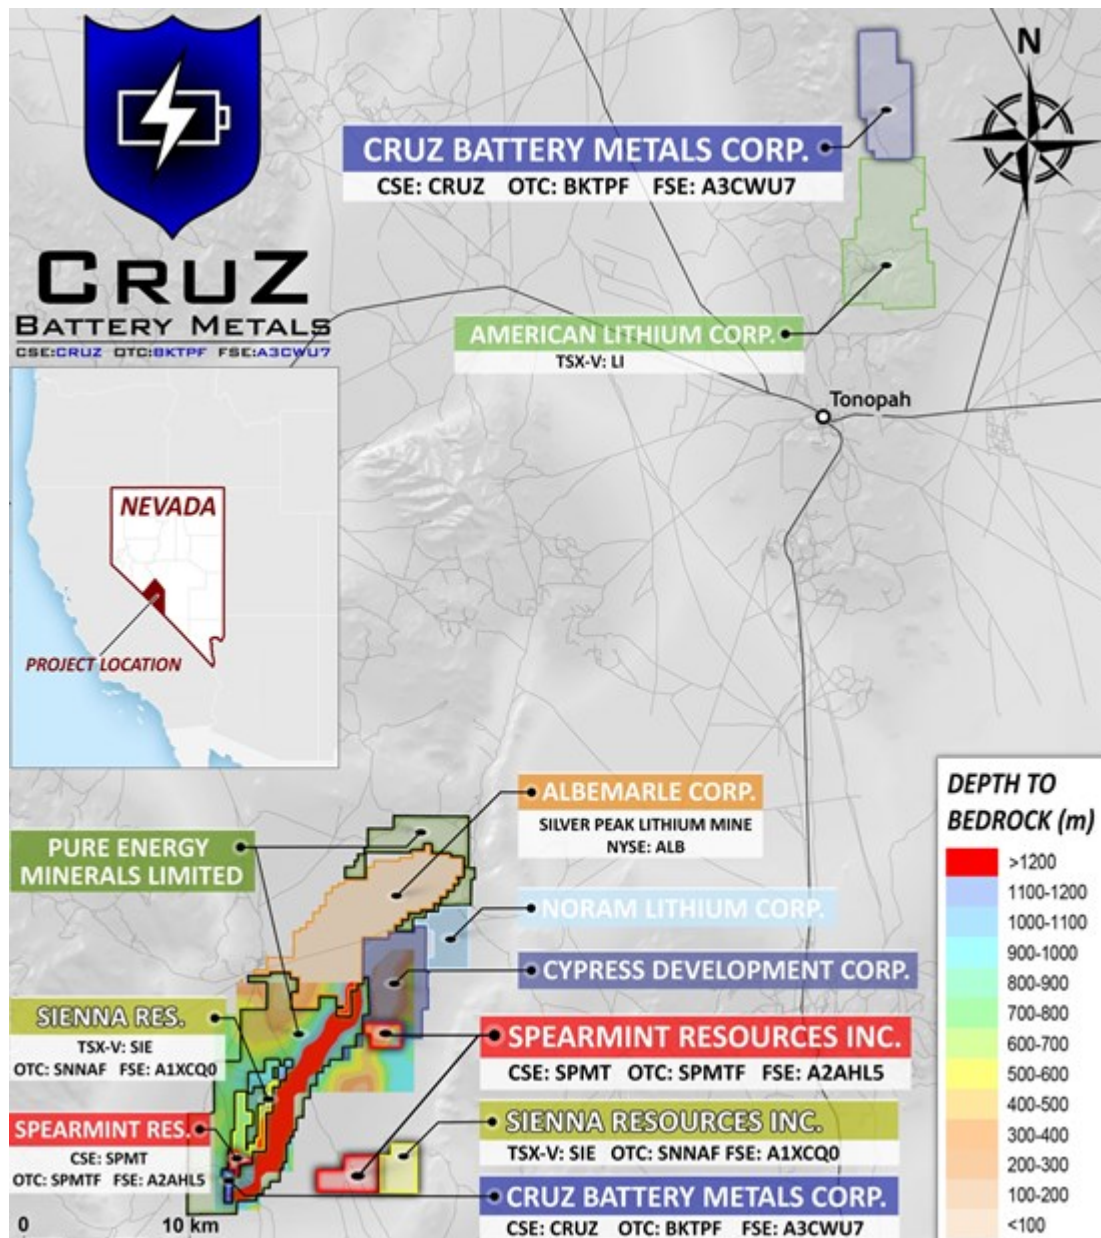 N
CRUZ BATTERY METALS CORP.
CSE: CRUZ OTC: BKTPF FSE: A3CWU7
CRUZ
BATTERY METALS
CSE:CRUZ OTC:BKTPF FSE:A3CWU7
AMERICAN LITHIUM CORP.
TSX-V: LI
Tonopah
NEVADA
PROJECT LOCATION
ALBEMARLE CORP.
SILVER PEAK LITHIUM MINE
NYSE: ALB
PURE ENERGY
MINERALS LIMITED
NORAM LITHIUM CORP.
CYPRESS DEVELOPMENT CORP.
SIENNA RES.
TSX-V: SIE
OTC: SNNAF FSE: A1XCQ0
SPEARMINT RESOURCES INC.
CSE: SPMT OTC: SPMTF FSE: A2AHL5
SPEARMINT RES.
CSE: SPMT
OTC: SPMTF FSE: A2AHL5
SIENNA RESOURCES INC.
TSX-V: SIE OTC: SNNAF FSE: A1XCQ0
CRUZ BATTERY METALS CORP.
CSE: CRUZ OTC: BKTPF FSE: A3CWU7
0 10 km
DEPTH TO
BEDROCK (m)
>1200
1100-1200
1000-1100
900-1000
800-900
700-800
600-700
500-600
400-500
300-400
200-300
100-200
<100